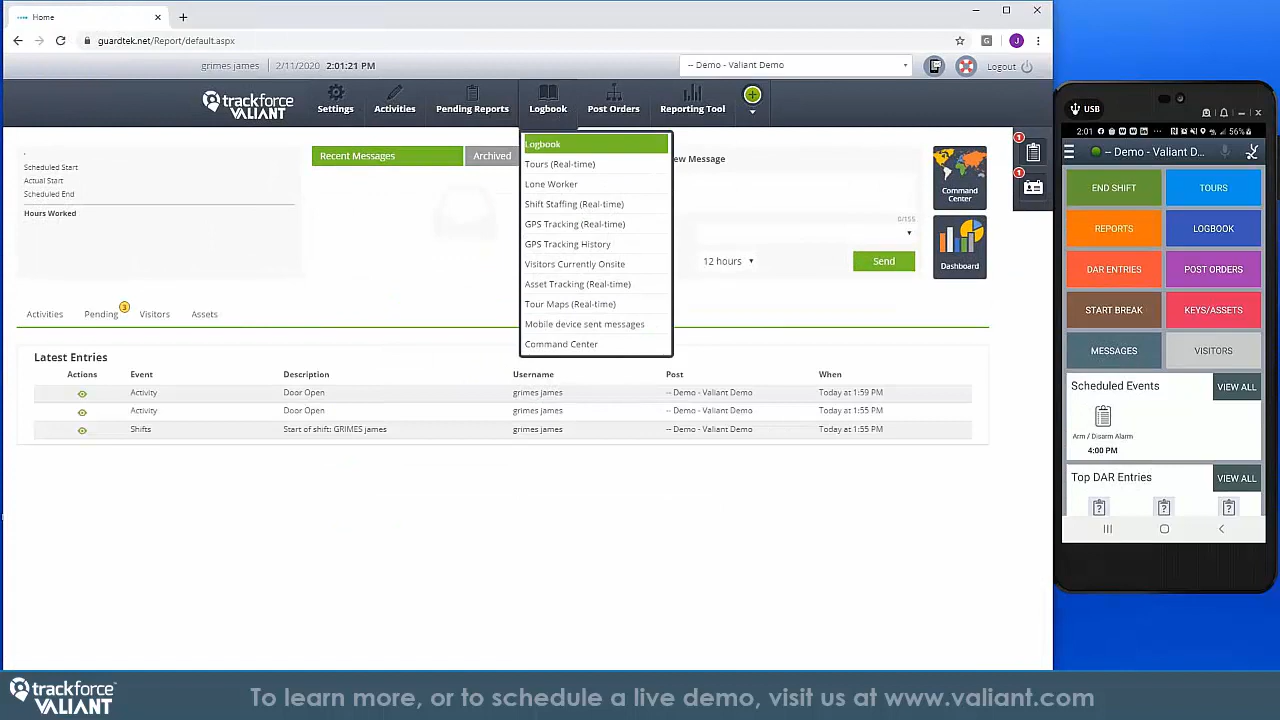 Home
guardtek.net/Report/default.aspx
G
J
grimes.james
2/11/2020 2:01:21 PM
-- Demo - Valiant Demo
Logout
trackforce VALIANT
Settings
Activities
Pending Reports
Logbook
Post Orders
Reporting Tool
Scheduled Start
Actual Start
Scheduled End
Hours Worked
Recent Messages
Archived
Logbook
Tours (Real-time)
Lone Worker
Shift Staffing (Real-time)
GPS Tracking (Real-time)
GPS Tracking History
Visitors Currently Onsite
Asset Tracking (Real-time)
Tour Maps (Real-time)
Mobile device sent messages
Command Center
ew Message
0/155
12 hours
Send
Command Center
Dashboard
1
1
Activities
Pending 3
Visitors
Assets
Latest Entries
Actions Event Description Username Post When
Activity Door Open grimes james -- Demo - Valiant Demo Today at 1:59 PM
Activity Door Open grimes james -- Demo - Valiant Demo Today at 1:55 PM
Shifts Start of shift: GRIMES james grimes james -- Demo - Valiant Demo Today at 1:55 PM
USB
2:01 56%
-- Demo - Valiant D...
END SHIFT TOURS
REPORTS LOGBOOK
DAR ENTRIES POST ORDERS
START BREAK KEYS/ASSETS
MESSAGES VISITORS
Scheduled Events VIEW ALL
Arm / Disarm Alarm
4:00 PM
Top DAR Entries VIEW ALL
trackforce VALIANT
To learn more, or to schedule a live demo, visit us at www.valiant.com